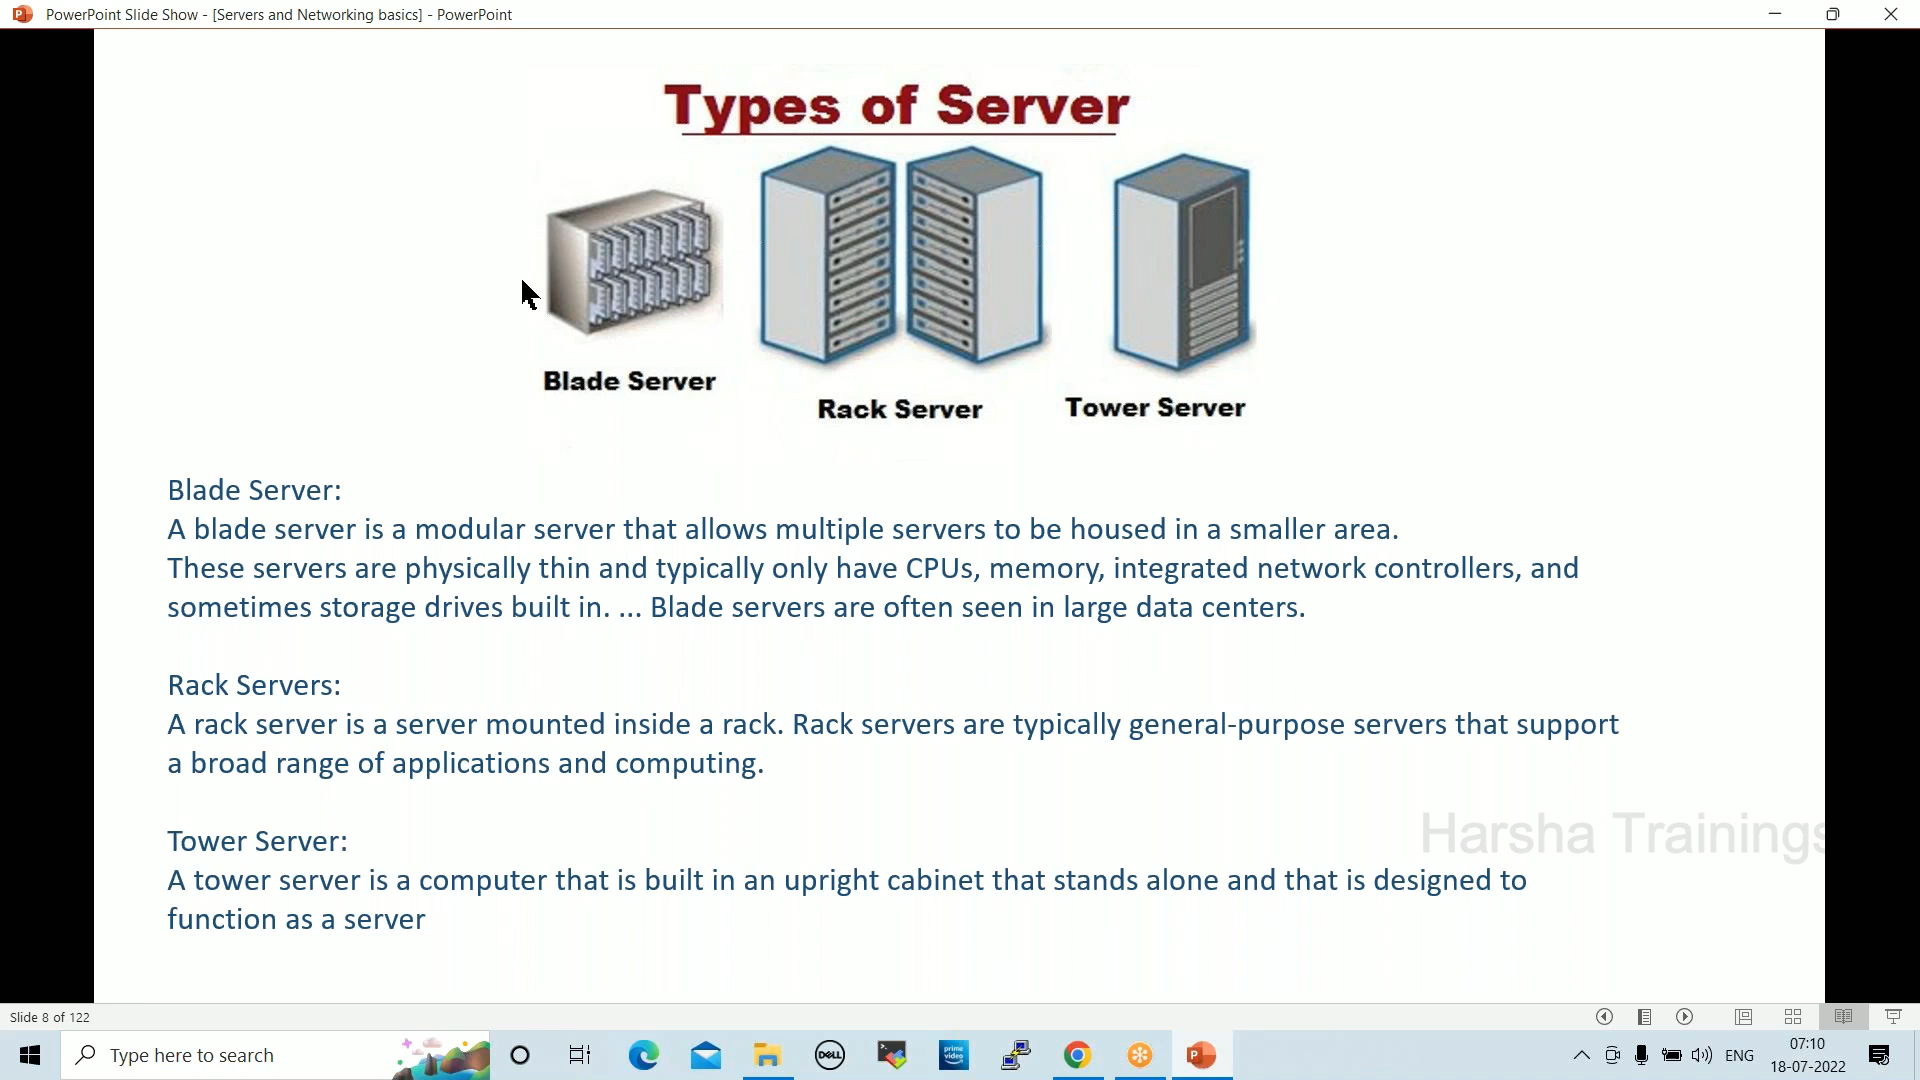 PowerPoint Slide Show - [Servers and Networking basics] - PowerPoint
Types of Server
Blade Server
Rack Server
Tower Server
Blade Server:
A blade server is a modular server that allows multiple servers to be housed in a smaller area.
These servers are physically thin and typically only have CPUs, memory, integrated network controllers, and
sometimes storage drives built in. ... Blade servers are often seen in large data centers.
Rack Servers:
A rack server is a server mounted inside a rack. Rack servers are typically general-purpose servers that support
a broad range of applications and computing.
Harsha Trainings
Tower Server:
A tower server is a computer that is built in an upright cabinet that stands alone and that is designed to
function as a server
Slide 8 of 122
Type here to search
DELL
prime video
ENG
07:10
18-07-2022